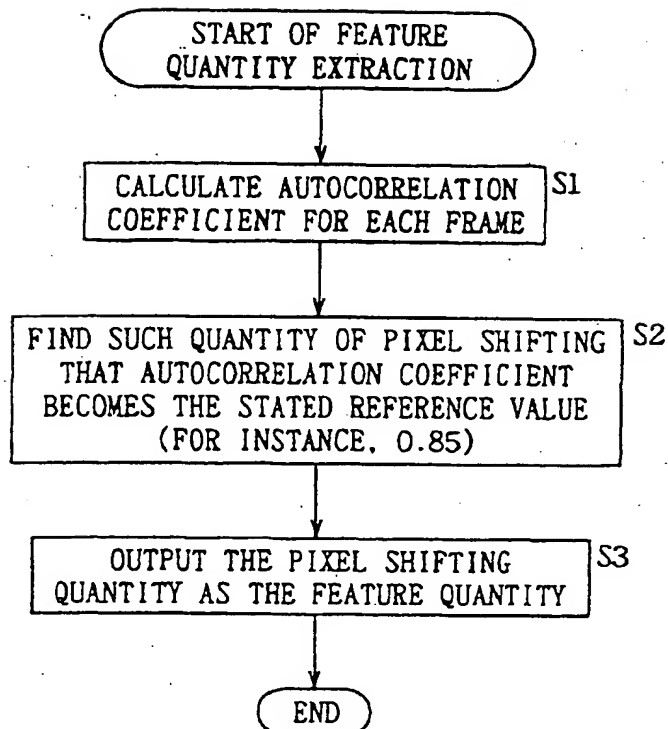 START OF FEATURE
QUANTITY EXTRACTION
CALCULATE AUTOCORRELATION
COEFFICIENT FOR EACH FRAME
S1
FIND SUCH QUANTITY OF PIXEL SHIFTING
THAT AUTOCORRELATION COEFFICIENT
BECOMES THE STATED REFERENCE VALUE
(FOR INSTANCE, 0.85)
S2
OUTPUT THE PIXEL SHIFTING
QUANTITY AS THE FEATURE QUANTITY
S3
END